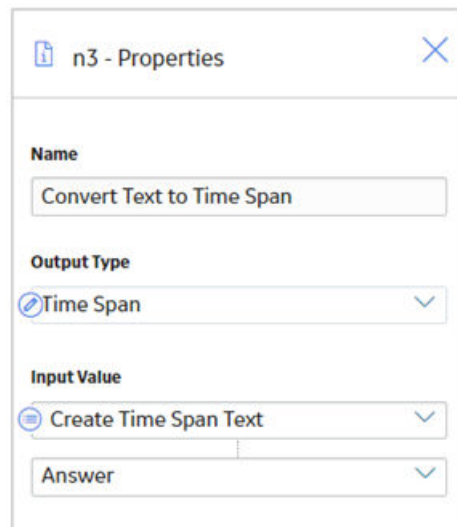 n3 - Properties
Name
Convert Text to Time Span
Output Type
Time Span
Input Value
Create Time Span Text
Answer